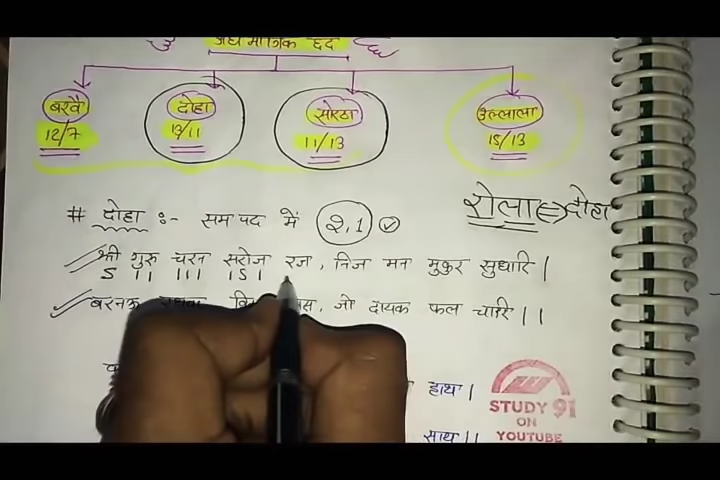 अर्धमात्रिक छंद
बरवै दोहा सोरठा उल्लाला
12/7 13/11 11/13 15/13
# दोहा :- सम पद में 2,1 रोला दोहा
श्री गुरु चरन सरोज रज, निज मन मुकुर सुधारि |
S I I I I I I S I
बरनऊ जो दायक फल चारि | |
हाथ |
साथ | |
STUDY 91
ON
YOUTUBE